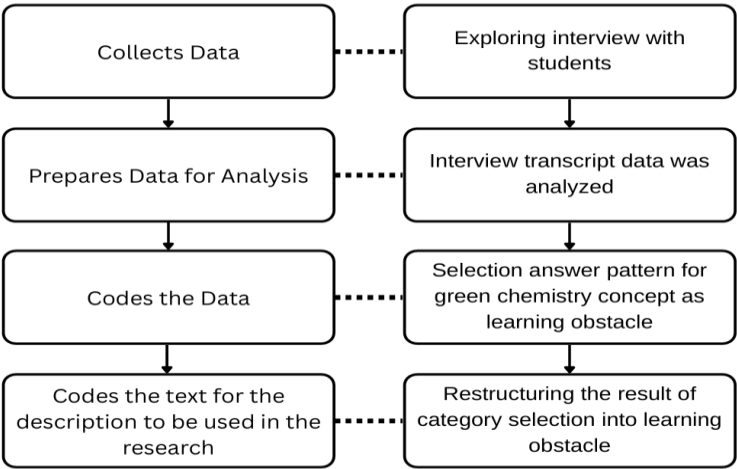 Collects Data
Exploring interview with
students
Prepares Data for Analysis
Interview transcript data was
analyzed
Codes the Data
Selection answer pattern for
green chemistry concept as
learning obstacle
Codes the text for the
description to be used in the
research
Restructuring the result of
category selection into learning
obstacle